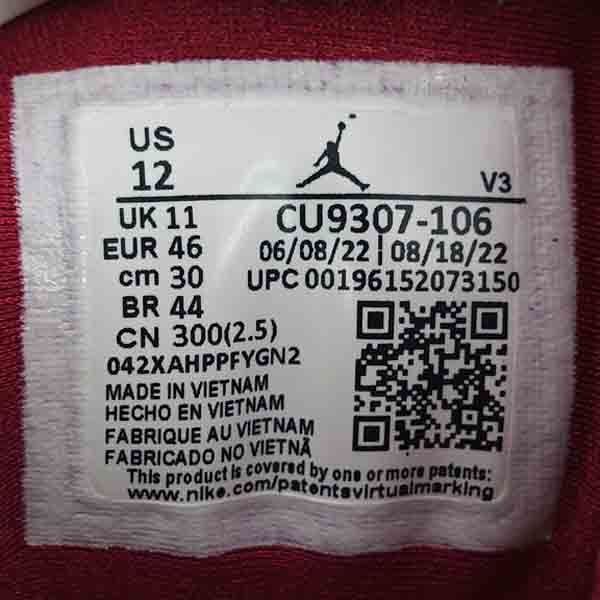 US
12
V3
UK 11
CU9307-106
EUR 46
06/08/22 | 08/18/22
cm 30
UPC 00196152073150
BR 44
CN 300(2.5)
042XAHPPFYGN2
MADE IN VIETNAM
HECHO EN VIETNAM
FABRIQUE AU VIETNAM
FABRICADO NO VIETNÃ
This product is covered by one or more patents:
www.nike.com/patentsvirtualmarking